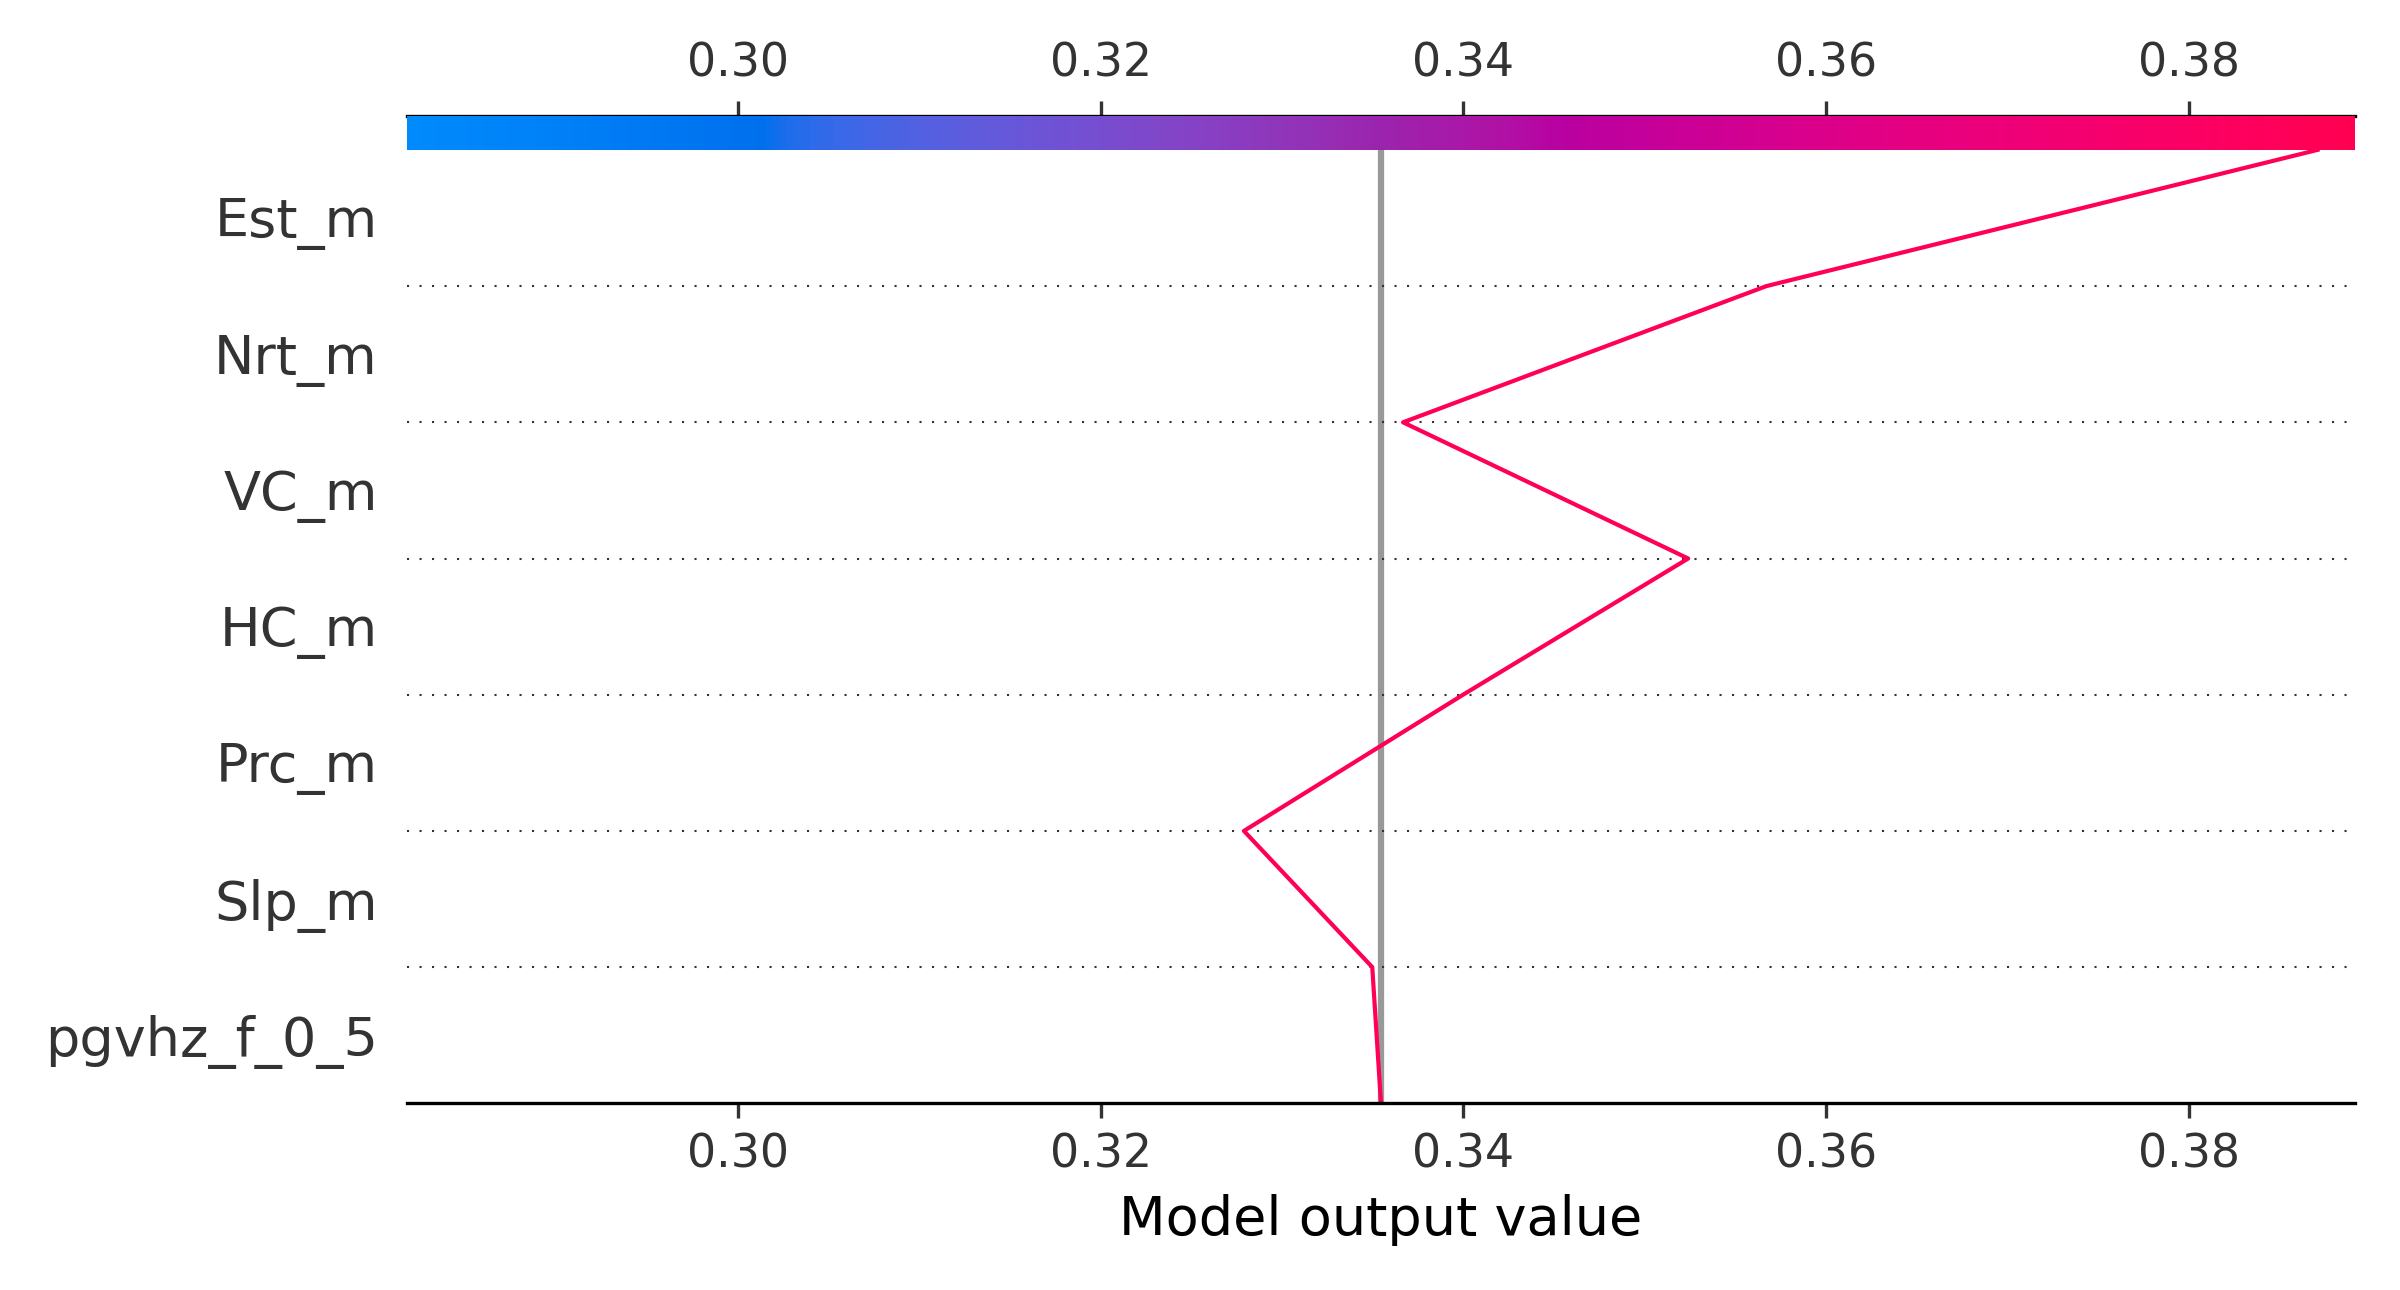 0.30 0.32 0.34 0.36 0.38
Est_m
Nrt_m
VC_m
HC_m
Prc_m
Slp_m
pgvhz_f_0_5
0.30 0.32 0.34 0.36 0.38
Model output value